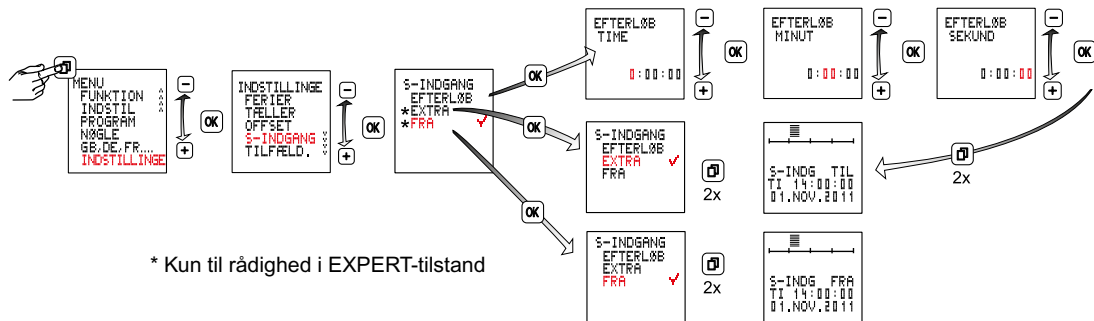 MENU
FUNKTION
INDSTIL
PROGRAM
NØGLE
GB,DE,FR....
INDSTILLINGE
−
OK
+
INDSTILLINGE
FERIER
TÆLLER
OFFSET
S-INDGANG
TILFÆLD.
−
OK
+
S-INDGANG
EFTERLØB
*EXTRA
*FRA
OK
OK
OK
EFTERLØB
TIME
0:00:00
−
OK
+
EFTERLØB
MINUT
0:00:00
−
OK
+
EFTERLØB
SEKUND
0:00:00
−
OK
+
S-INDGANG
EFTERLØB
EXTRA
FRA
2x
S-INDG TIL
TI 14:00:00
01.NOV.2011
2x
S-INDGANG
EFTERLØB
EXTRA
FRA
2x
S-INDG FRA
TI 14:00:00
01.NOV.2011
* Kun til rådighed i EXPERT-tilstand